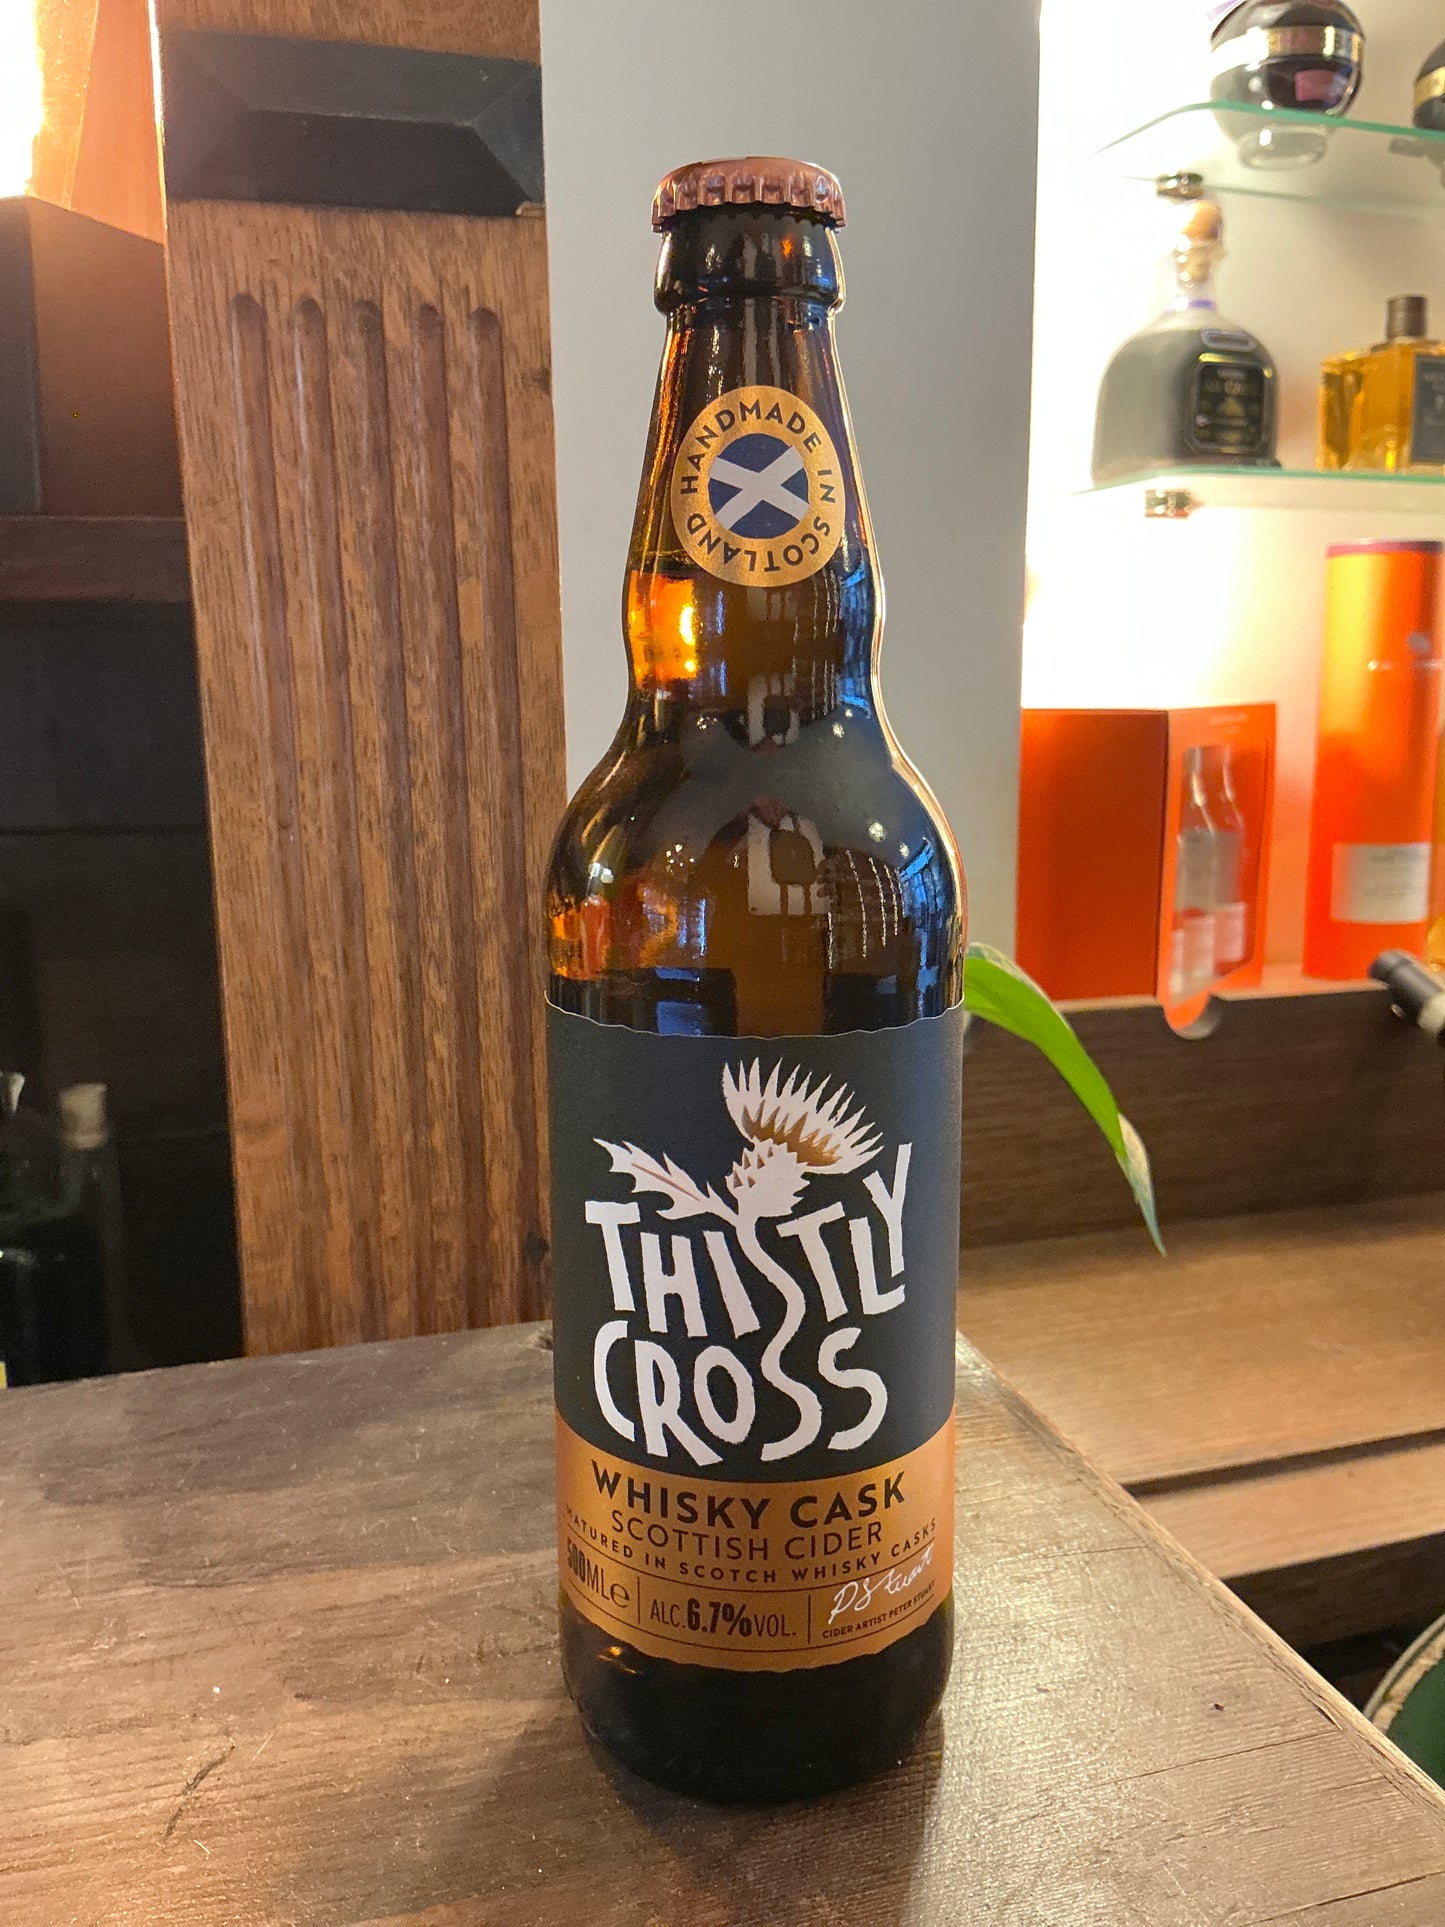 HANDMADE IN SCOTLAND
THISTLY
CROSS
WHISKY CASK
SCOTTISH CIDER
MATURED IN SCOTCH WHISKY CASKS
500ML℮
ALC.6.7%VOL.
P Stuart
CIDER ARTIST PETER STUART